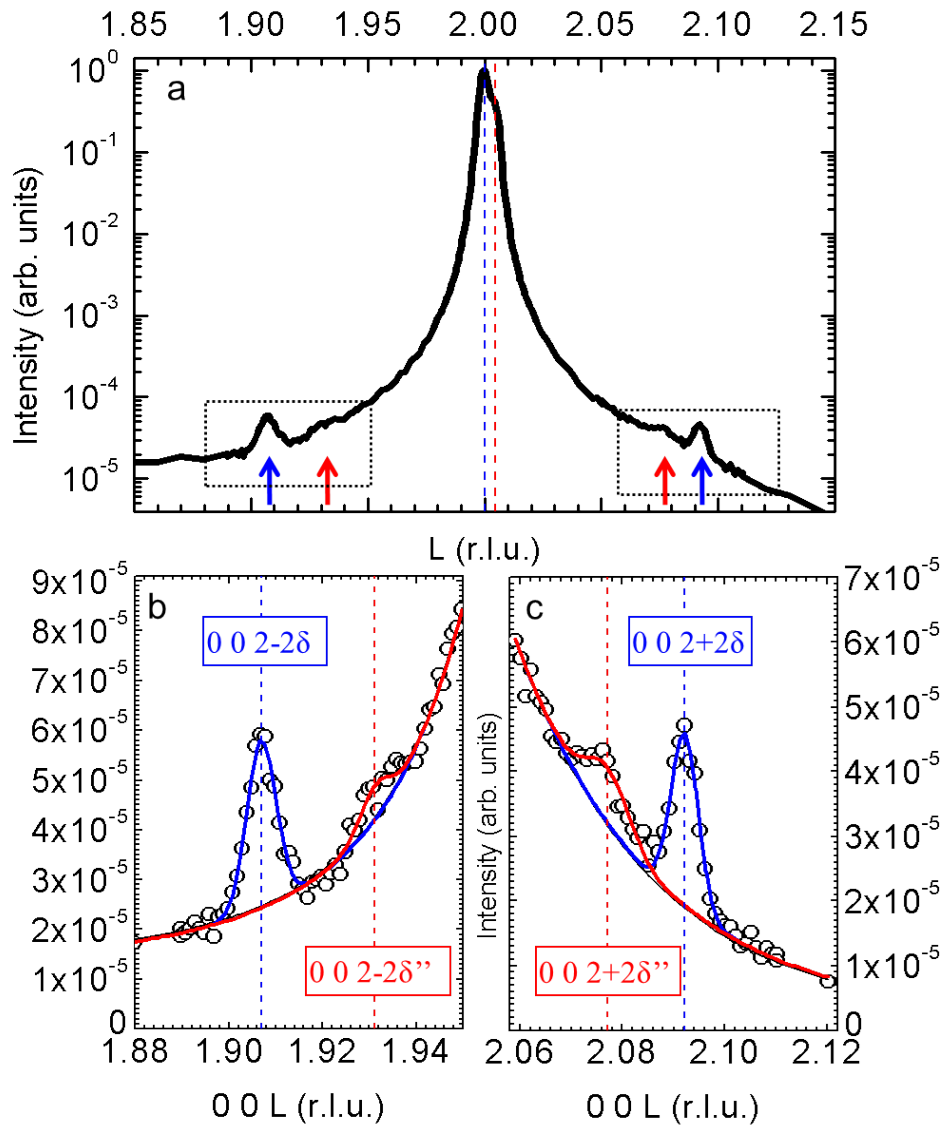 1.85 1.90 1.95 2.00 2.05 2.10 2.15
a
Intensity (arb. units)
10⁰
10⁻¹
10⁻²
10⁻³
10⁻⁴
10⁻⁵
L (r.l.u.)
b
0 0 2-2δ
0 0 2-2δ’’
9x10⁻⁵
8x10⁻⁵
7x10⁻⁵
6x10⁻⁵
5x10⁻⁵
4x10⁻⁵
3x10⁻⁵
2x10⁻⁵
1x10⁻⁵
0
1.88 1.90 1.92 1.94
0 0 L (r.l.u.)
c
0 0 2+2δ
0 0 2+2δ’’
Intensity (arb. units)
7x10⁻⁵
6x10⁻⁵
5x10⁻⁵
4x10⁻⁵
3x10⁻⁵
2x10⁻⁵
1x10⁻⁵
0
2.06 2.08 2.10 2.12
0 0 L (r.l.u.)